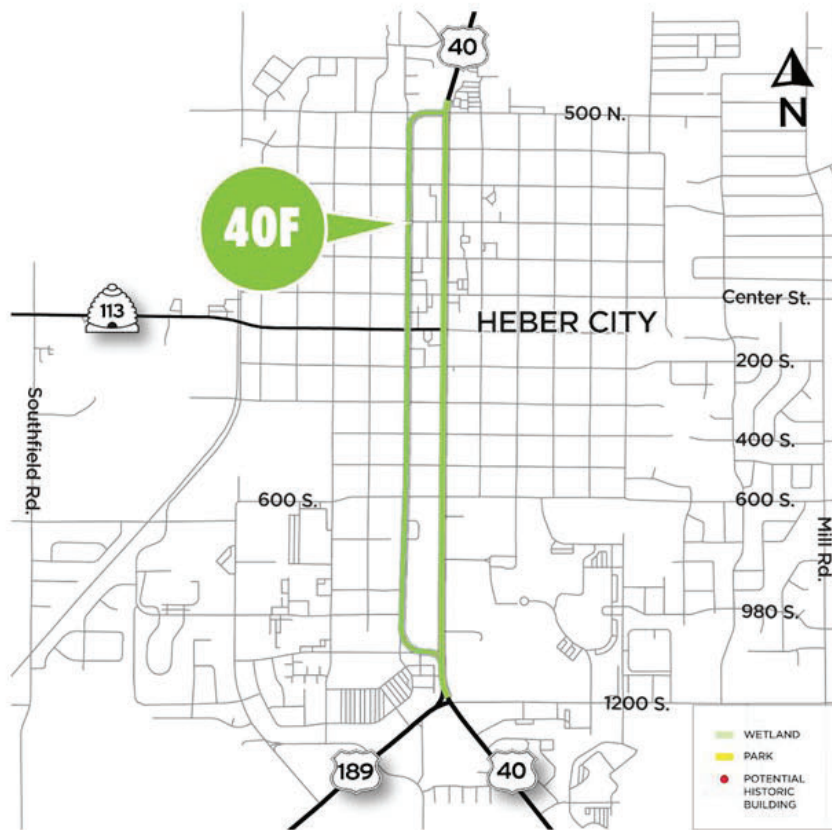 40
N
500 N.
40F
113
Center St.
HEBER CITY
200 S.
Southfield Rd.
400 S.
600 S.
600 S.
Mill Rd.
980 S.
1200 S.
189
40
WETLAND
PARK
POTENTIAL
HISTORIC
BUILDING